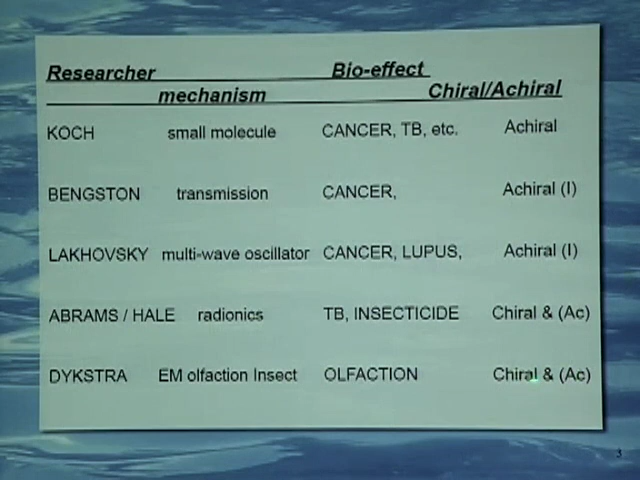 Researcher Bio-effect
mechanism Chiral/Achiral
KOCH small molecule CANCER, TB, etc. Achiral
BENGSTON transmission CANCER, Achiral (I)
LAKHOVSKY multi-wave oscillator CANCER, LUPUS, Achiral (I)
ABRAMS / HALE radionics TB, INSECTICIDE Chiral & (Ac)
DYKSTRA EM olfaction Insect OLFACTION Chiral & (Ac)
3